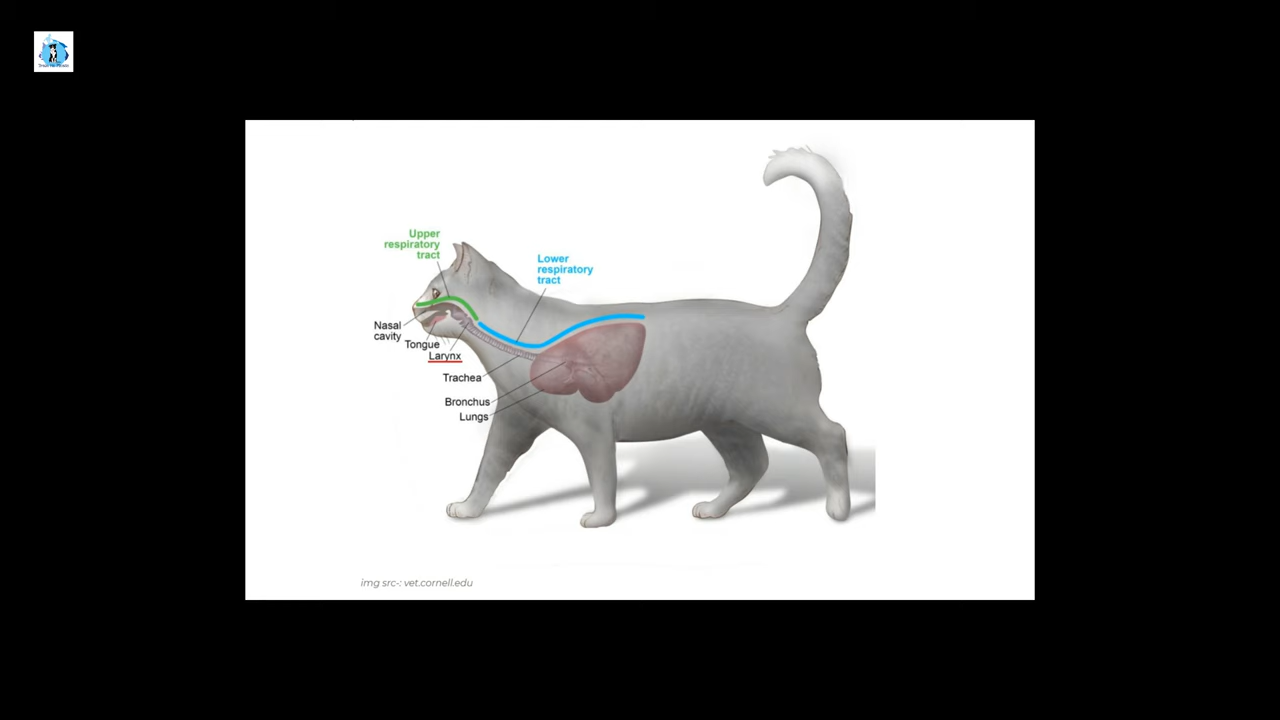 Upper
respiratory
tract
Lower
respiratory
tract
Nasal
cavity
Tongue
Larynx
Trachea
Bronchus
Lungs
img src-: vet.cornell.edu